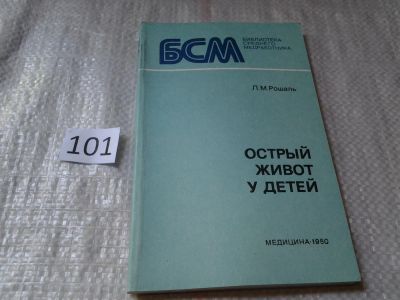 БСМ
БИБЛИОТЕКА
СРЕДНЕГО
МЕДРАБОТНИКА
Л.М.Рошаль
101
ОСТРЫЙ
ЖИВОТ
У ДЕТЕЙ
МЕДИЦИНА·1980